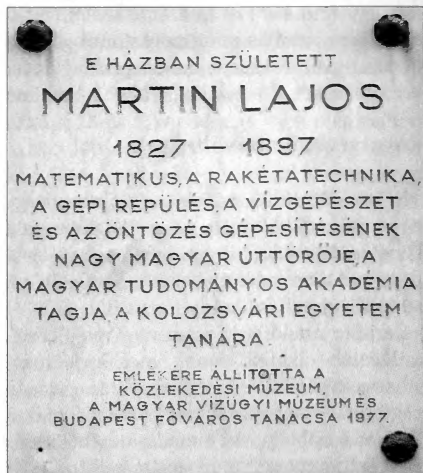 E HÁZBAN SZÜLETETT
MARTIN LAJOS
1827 — 1897
MATEMATIKUS, A RAKÉTATECHNIKA,
A GÉPI REPÜLÉS, A VÍZGÉPÉSZET
ÉS AZ ÖNTÖZÉS GÉPESÍTÉSÉNEK
NAGY MAGYAR ÚTTÖRŐJE, A
MAGYAR TUDOMÁNYOS AKADÉMIA
TAGJA, A KOLOZSVÁRI EGYETEM
TANÁRA.
EMLÉKÉRE ÁLLÍTOTTA A
KÖZLEKEDÉSI MÚZEUM,
A MAGYAR VÍZÜGYI MÚZEUM ÉS
BUDAPEST FŐVÁROS TANÁCSA 1977.